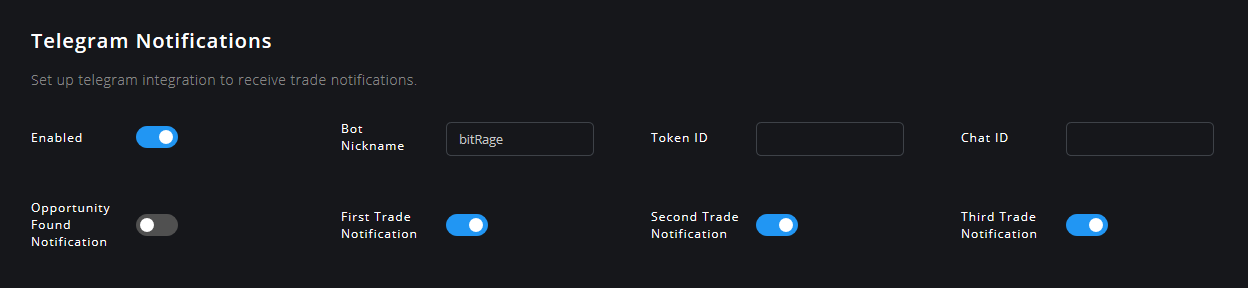 Telegram Notifications
Set up telegram integration to receive trade notifications.
Enabled
Bot
Nickname
bitRage
Token ID
Chat ID
Opportunity
Found
Notification
First Trade
Notification
Second Trade
Notification
Third Trade
Notification